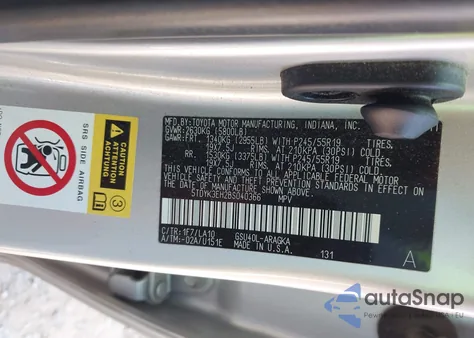 SRS SIDE AIRBAG
MFD.BY:TOYOTA MOTOR MANUFACTURING, INDIANA, INC.
GVWR:2630KG (5800LB)
GAWR:FRT. 1340KG (2955LB) WITH P245/55R19 TIRES,
19X7.5J RIMS, AT 210KPA (30PSI) COLD
RR. 1530KG (3375LB) WITH P245/55R19 TIRES,
19X7.5J RIMS, AT 210KPA (30PSI) COLD
THIS VEHICLE CONFORMS TO ALL APPLICABLE FEDERAL MOTOR
VEHICLE SAFETY AND THEFT PREVENTION STANDARDS IN EFFECT
ON THE DATE OF MANUFACTURE SHOWN ABOVE.
5TDYK3EH2BS040366 MPV
C/TR:1F7/LA10 GSU40L-ARAGKA
A/TM:-02A/U151E MADE IN U.S.A.
131 A
autoSnap